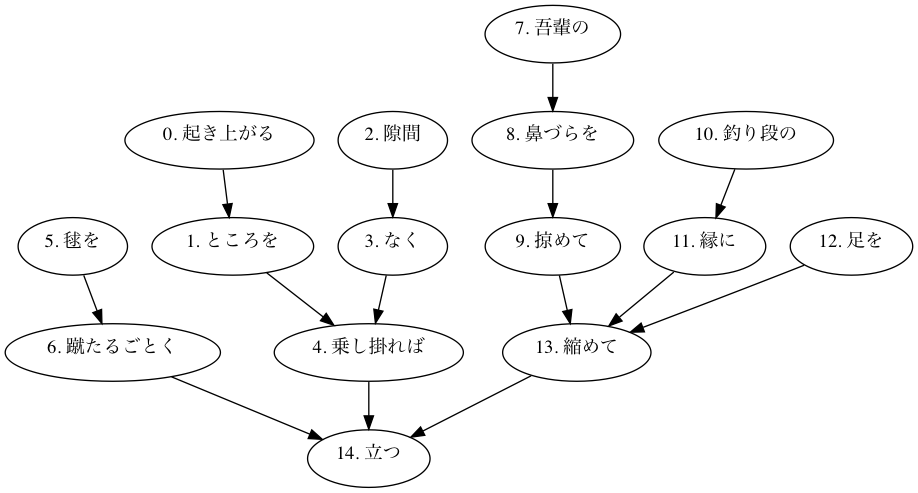 7. 吾輩の
0. 起き上がる
2. 隙間
8. 鼻づらを
10. 釣り段の
5. 毬を
1. ところを
3. なく
9. 掠めて
11. 縁に
12. 足を
6. 蹴たるごとく
4. 乗し掛れば
13. 縮めて
14. 立つ